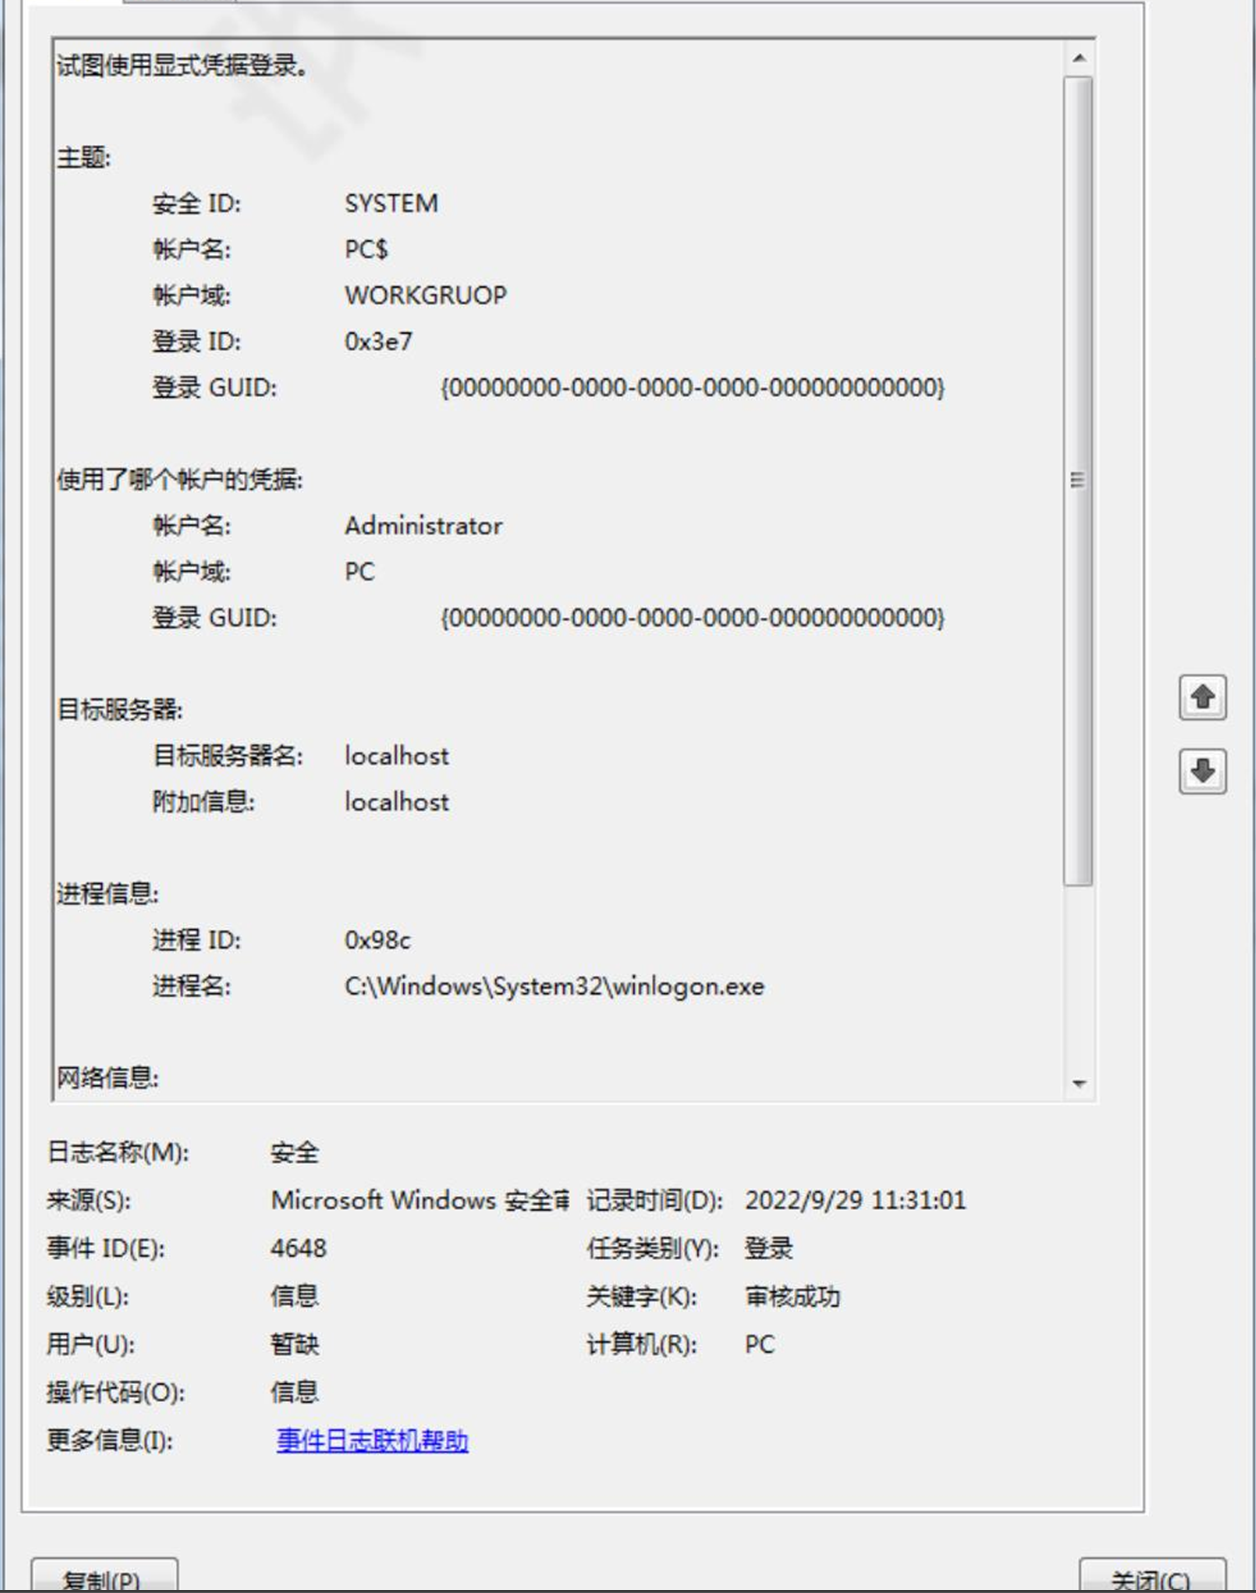 试图使用显式凭据登录。
主题:
安全 ID: SYSTEM
帐户名: PC$
帐户域: WORKGRUOP
登录 ID: 0x3e7
登录 GUID: {00000000-0000-0000-0000-000000000000}
使用了哪个帐户的凭据:
帐户名: Administrator
帐户域: PC
登录 GUID: {00000000-0000-0000-0000-000000000000}
目标服务器:
目标服务器名: localhost
附加信息: localhost
进程信息:
进程 ID: 0x98c
进程名: C:\Windows\System32\winlogon.exe
网络信息:
日志名称(M): 安全
来源(S): Microsoft Windows 安全审 记录时间(D): 2022/9/29 11:31:01
事件 ID(E): 4648 任务类别(Y): 登录
级别(L): 信息 关键字(K): 审核成功
用户(U): 暂缺 计算机(R): PC
操作代码(O): 信息
更多信息(I): 事件日志联机帮助
复制(P) 关闭(C)